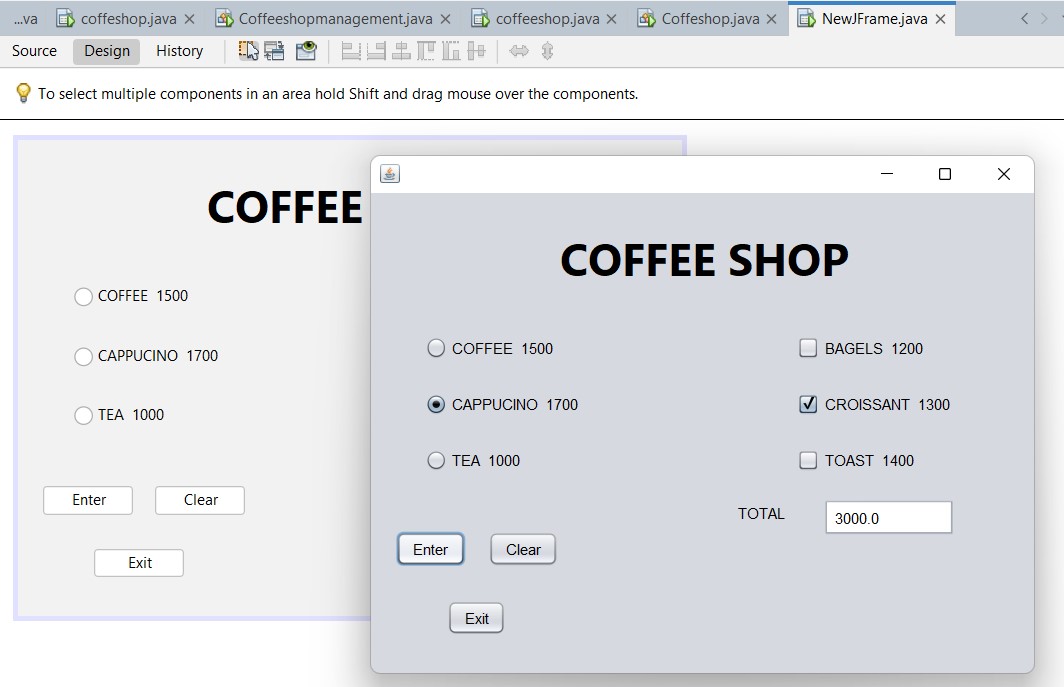 ...va coffeshop.java Coffeeshopmanagement.java coffeeshop.java Coffeshop.java NewJFrame.java
Source Design History
To select multiple components in an area hold Shift and drag mouse over the components.
COFFEE
COFFEE 1500
CAPPUCINO 1700
TEA 1000
Enter Clear
Exit
COFFEE SHOP
COFFEE 1500 BAGELS 1200
CAPPUCINO 1700 CROISSANT 1300
TEA 1000 TOAST 1400
TOTAL 3000.0
Enter Clear
Exit